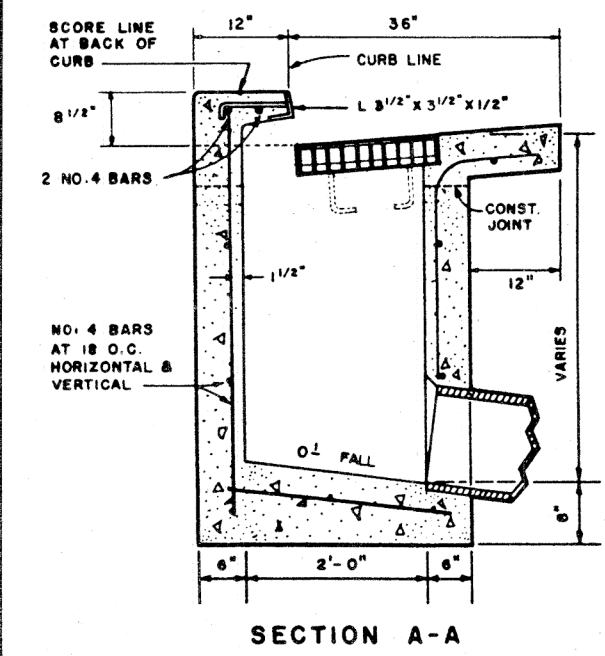 12"
36"
SCORE LINE
AT BACK OF
CURB
CURB LINE
8 1/2"
L 3 1/2" X 3 1/2" X 1/2"
2 NO. 4 BARS
CONST.
JOINT
1 1/2"
12"
NO. 4 BARS
AT 18 O.C.
HORIZONTAL &
VERTICAL
VARIES
FALL
6"
2'-0"
6"
SECTION A-A